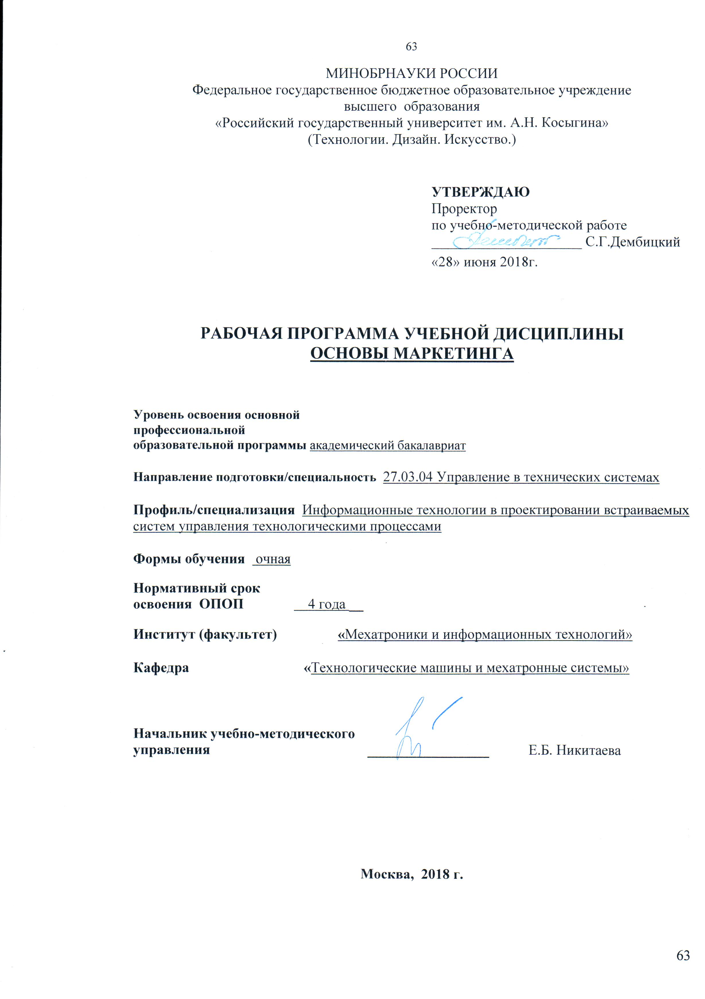 63
МИНОБРНАУКИ РОССИИ
Федеральное государственное бюджетное образовательное учреждение
высшего образования
«Российский государственный университет им. А.Н. Косыгина»
(Технологии. Дизайн. Искусство.)
УТВЕРЖДАЮ
Проректор
по учебно-методической работе
____________________ С.Г.Дембицкий
«28» июня 2018г.
РАБОЧАЯ ПРОГРАММА УЧЕБНОЙ ДИСЦИПЛИНЫ
ОСНОВЫ МАРКЕТИНГА
Уровень освоения основной
профессиональной
образовательной программы академический бакалавриат
Направление подготовки/специальность 27.03.04 Управление в технических системах
Профиль/специализация Информационные технологии в проектировании встраиваемых
систем управления технологическими процессами
Формы обучения очная
Нормативный срок
освоения ОПОП 4 года
Институт (факультет) «Мехатроники и информационных технологий»
Кафедра «Технологические машины и мехатронные системы»
Начальник учебно-методического
управления _________________ Е.Б. Никитаева
Москва, 2018 г.
63